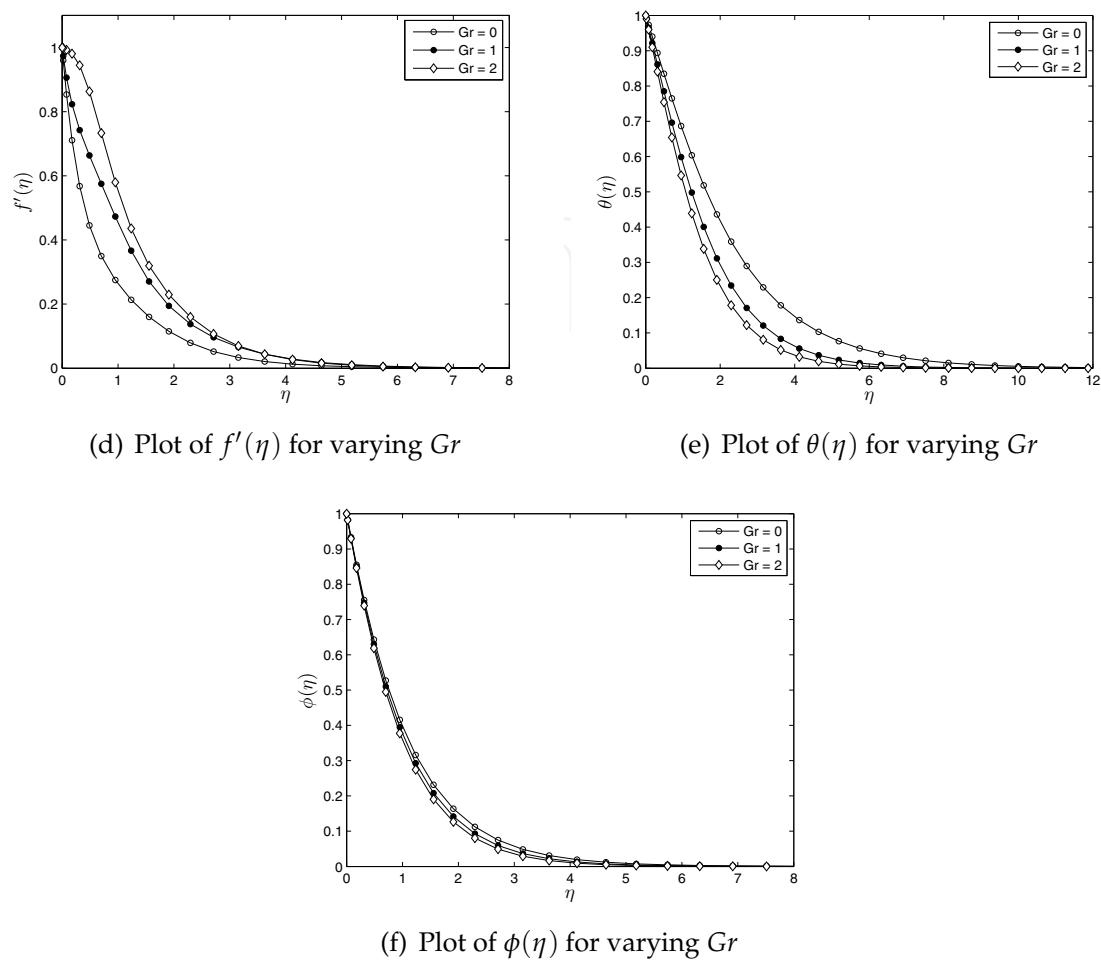 Gr = 0
Gr = 1
Gr = 2
1
0.8
0.6
0.4
0.2
0
f′(η)
0 1 2 3 4 5 6 7 8
η
(d) Plot of f′(η) for varying Gr
Gr = 0
Gr = 1
Gr = 2
1
0.9
0.8
0.7
0.6
0.5
0.4
0.3
0.2
0.1
0
θ(η)
0 2 4 6 8 10 12
η
(e) Plot of θ(η) for varying Gr
Gr = 0
Gr = 1
Gr = 2
1
0.9
0.8
0.7
0.6
0.5
0.4
0.3
0.2
0.1
0
ϕ(η)
0 1 2 3 4 5 6 7 8
η
(f) Plot of ϕ(η) for varying Gr